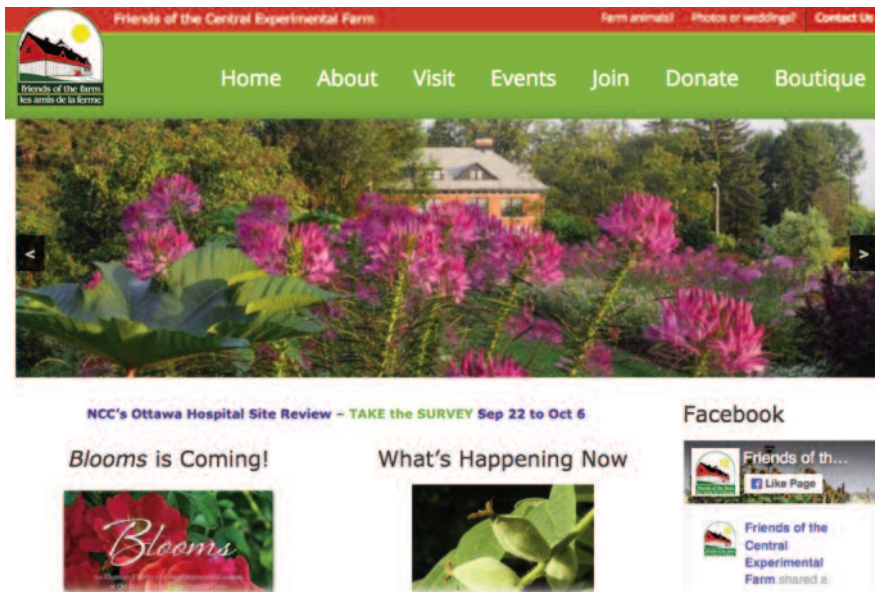 Friends of the Central Experimental Farm
Farm animals? Photos or weddings? Contact Us
friends of the farm
les amis de la ferme
Home About Visit Events Join Donate Boutique
<
>
NCC's Ottawa Hospital Site Review – TAKE the SURVEY Sep 22 to Oct 6
Blooms is Coming!
What's Happening Now
Facebook
Blooms
Friends of th...
Like Page
Friends of the
Central
Experimental
Farm shared a